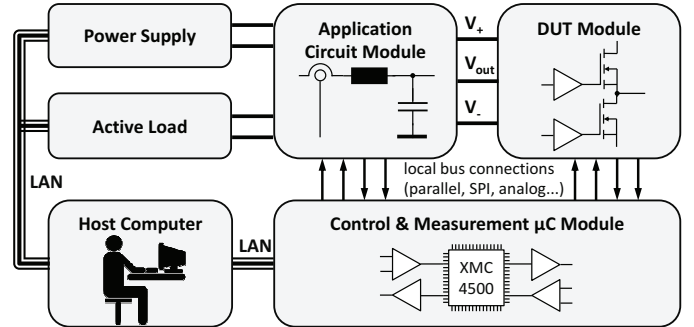 Power Supply
Application
Circuit Module
V+
Vout
V-
DUT Module
Active Load
LAN
local bus connections
(parallel, SPI, analog...)
Host Computer
LAN
Control & Measurement µC Module
XMC
4500